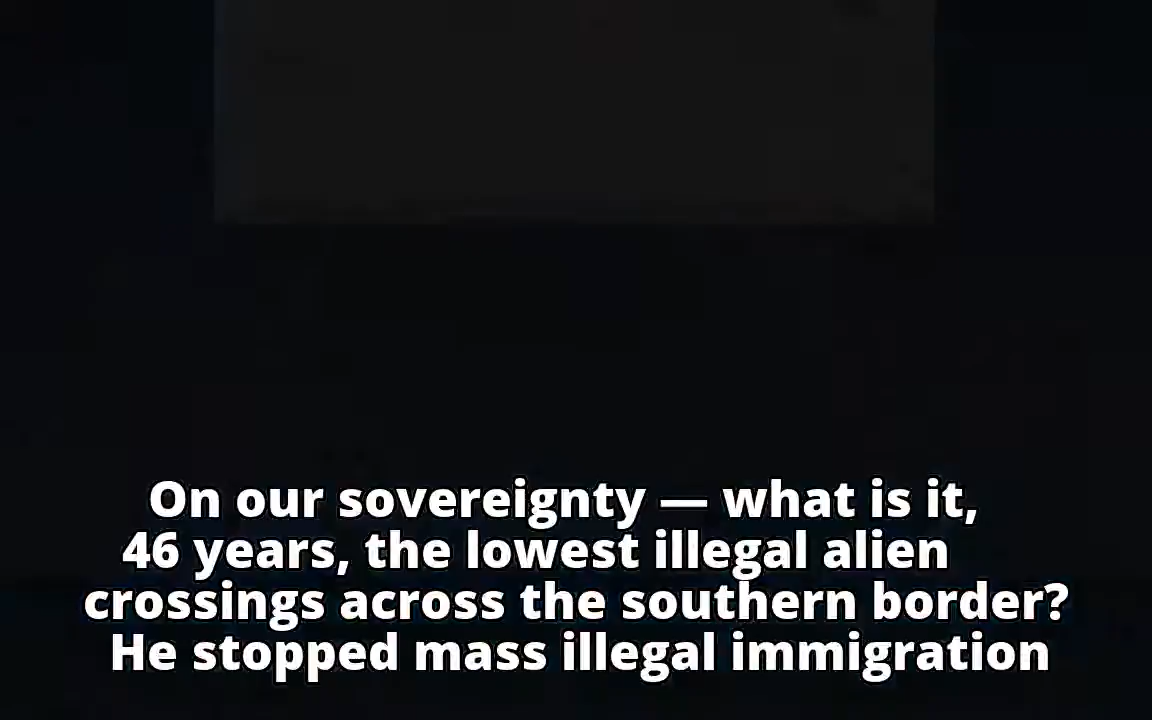 On our sovereignty — what is it,
46 years, the lowest illegal alien
crossings across the southern border?
He stopped mass illegal immigration